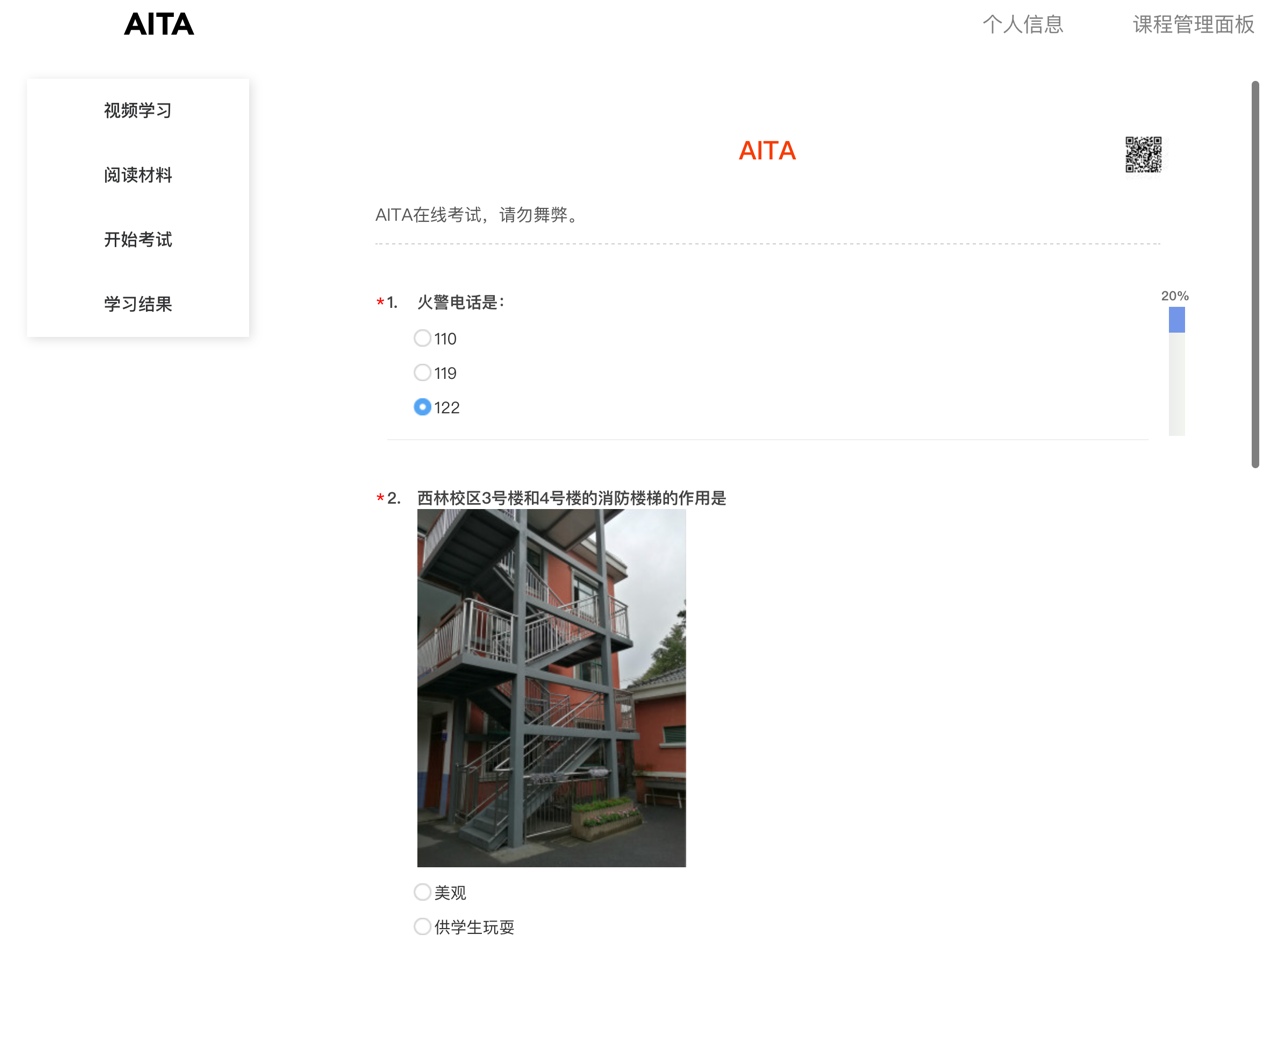 AITA
个人信息
课程管理面板
视频学习
阅读材料
开始考试
学习结果
AITA
AITA在线考试，请勿舞弊。
*1. 火警电话是：
20%
110
119
122
*2. 西林校区3号楼和4号楼的消防楼梯的作用是
美观
供学生玩耍